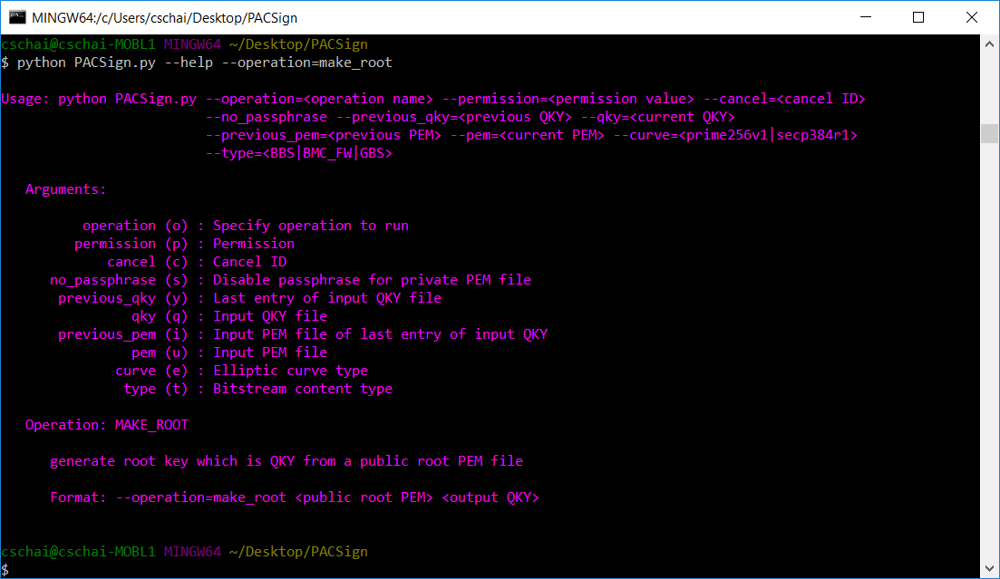 MINGW64:/c/Users/cschai/Desktop/PACSign
cschai@cschai-MOBL1 MINGW64 ~/Desktop/PACSign
$ python PACSign.py --help --operation=make_root
Usage: python PACSign.py --operation=<operation name> --permission=<permission value> --cancel=<cancel ID>
--no_passphrase --previous_qky=<previous QKY> --qky=<current QKY>
--previous_pem=<previous PEM> --pem=<current PEM> --curve=<prime256v1|secp384r1>
--type=<BBS|BMC_FW|GBS>
Arguments:
operation (o) : Specify operation to run
permission (p) : Permission
cancel (c) : Cancel ID
no_passphrase (s) : Disable passphrase for private PEM file
previous_qky (y) : Last entry of input QKY file
qky (q) : Input QKY file
previous_pem (i) : Input PEM file of last entry of input QKY
pem (u) : Input PEM file
curve (e) : Elliptic curve type
type (t) : Bitstream content type
Operation: MAKE_ROOT
generate root key which is QKY from a public root PEM file
Format: --operation=make_root <public root PEM> <output QKY>
cschai@cschai-MOBL1 MINGW64 ~/Desktop/PACSign
$